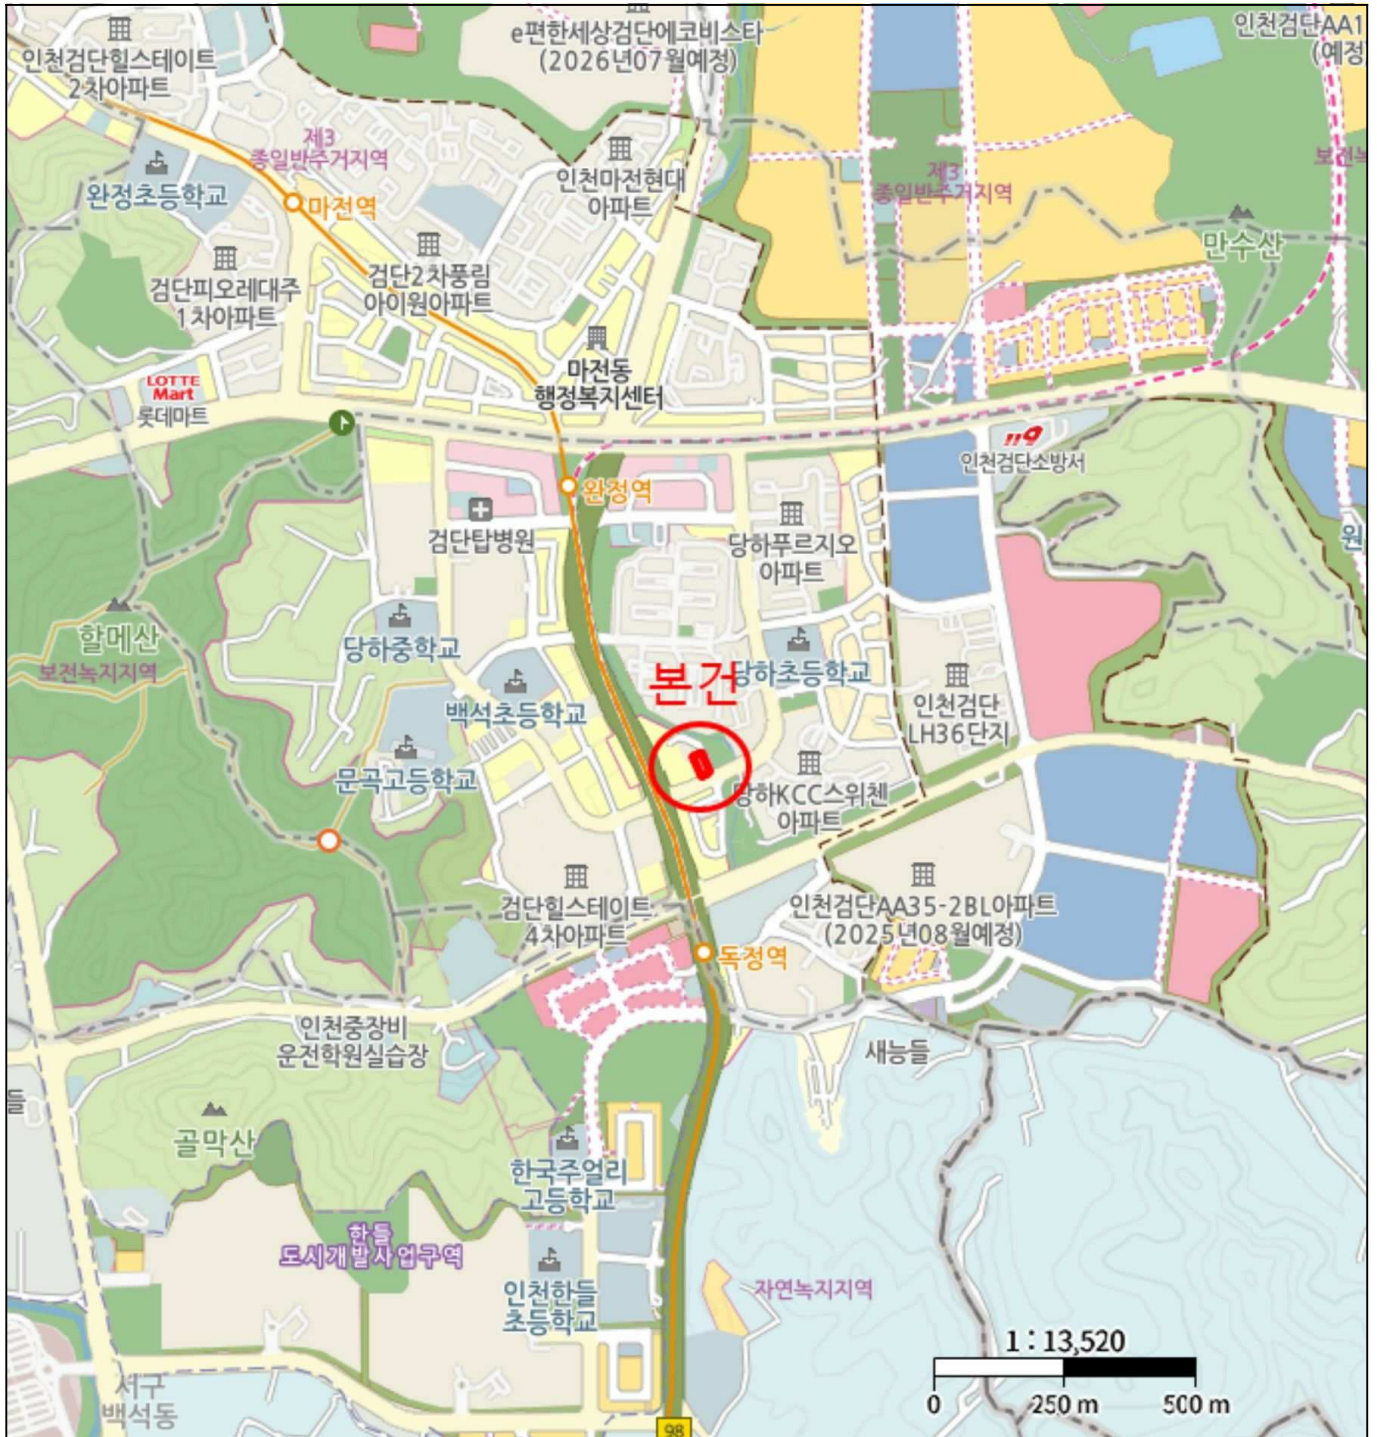 e편한세상검단에코비스타
(2026년07월예정)
인천검단AA1
(예정
인천검단힐스테이트
2차아파트
제3
종일반주거지역
인천마전현대
아파트
제3
종일반주거지역
보전녹
완정초등학교
마전역
만수산
검단피오레대주
1차아파트
검단2차풍림
아이원아파트
마전동
행정복지센터
LOTTE
Mart
롯데마트
119
인천검단소방서
완정역
검단탑병원
당하푸르지오
아파트
원
할메산
보전녹지지역
당하중학교
본건
당하초등학교
백석초등학교
인천검단
LH36단지
문곡고등학교
당하KCC스위첸
아파트
검단힐스테이트
4차아파트
인천검단AA35-2BL아파트
(2025년08월예정)
독정역
인천중장비
운전학원실습장
새능들
들
골막산
한국주얼리
고등학교
한들
도시개발사업구역
인천한들
초등학교
자연녹지지역
1:13,520
0 250 m 500 m
서구
백석동
98